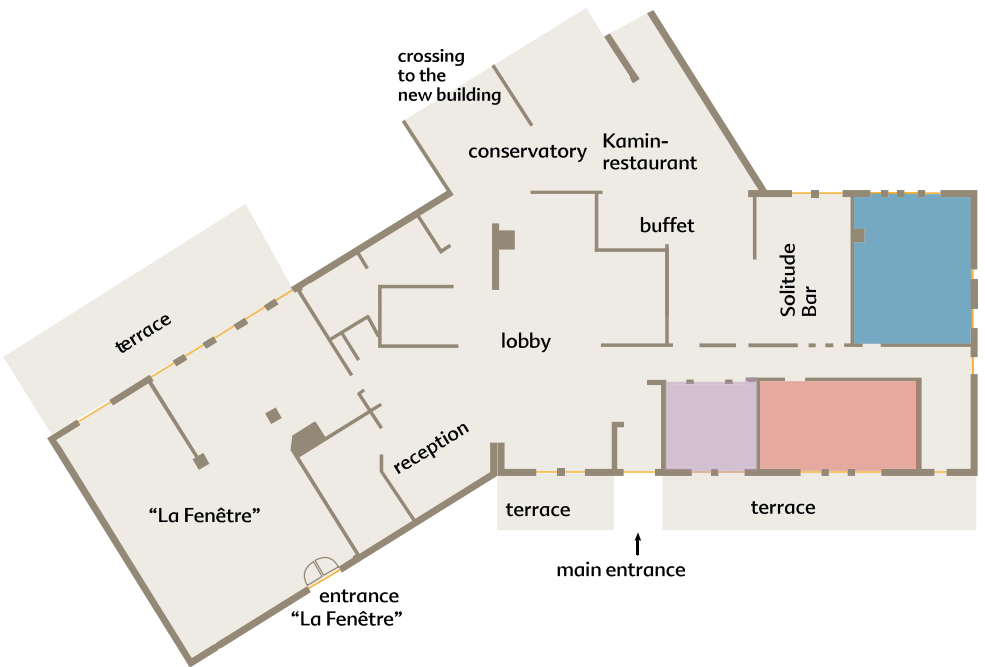 crossing
to the
new building
conservatory
Kamin-
restaurant
buffet
Solitude
Bar
terrace
lobby
reception
“La Fenêtre”
terrace
terrace
main entrance
entrance
“La Fenêtre”